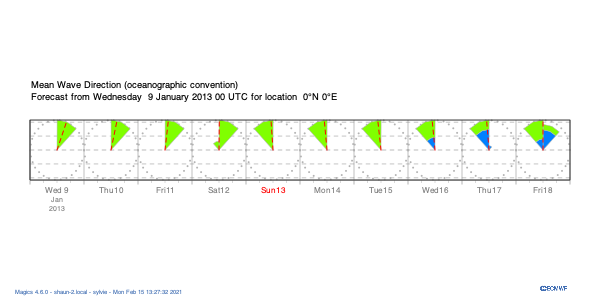 Mean Wave Direction (oceanographic convention)
Forecast from Wednesday 9 January 2013 00 UTC for location 0°N 0°E
Wed 9 Thu10 Fri11 Sat12 Sun13 Mon14 Tue15 Wed16 Thu17 Fri18
Jan
2013
Magics 4.6.0 - shaun-2.local - sylvie - Mon Feb 15 13:27:32 2021 ©ECMWF